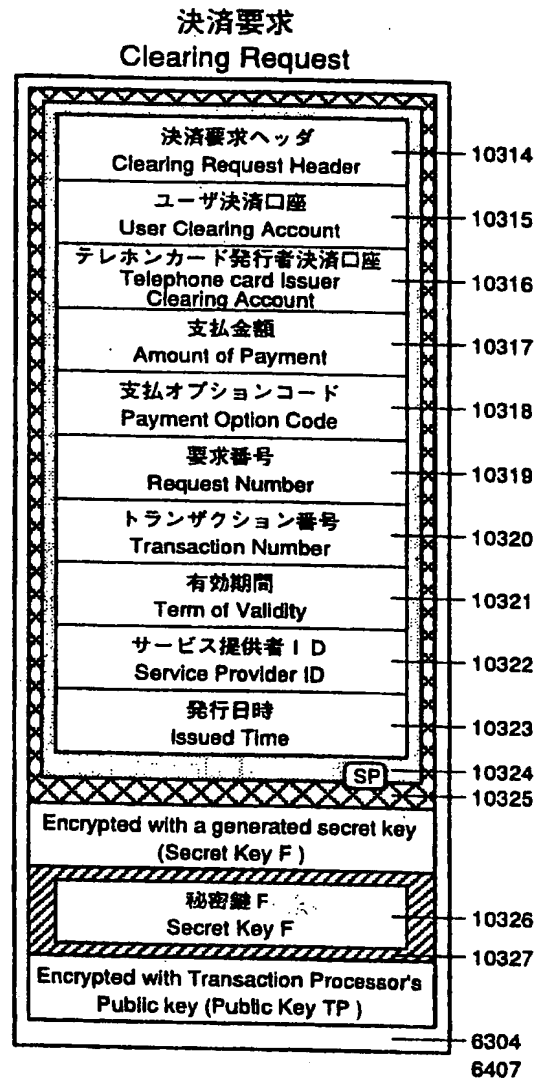 決済要求
Clearing Request
決済要求ヘッダ
Clearing Request Header
10314
ユーザ決済口座
User Clearing Account
10315
テレホンカード発行者決済口座
Telephone card Issuer
Clearing Account
10316
支払金額
Amount of Payment
10317
支払オプションコード
Payment Option Code
10318
要求番号
Request Number
10319
トランザクション番号
Transaction Number
10320
有効期間
Term of Validity
10321
サービス提供者ID
Service Provider ID
10322
発行日時
Issued Time
10323
SP
10324
10325
Encrypted with a generated secret key
(Secret Key F )
秘密鍵 F
Secret Key F
10326
10327
Encrypted with Transaction Processor's
Public key (Public Key TP )
6304
6407